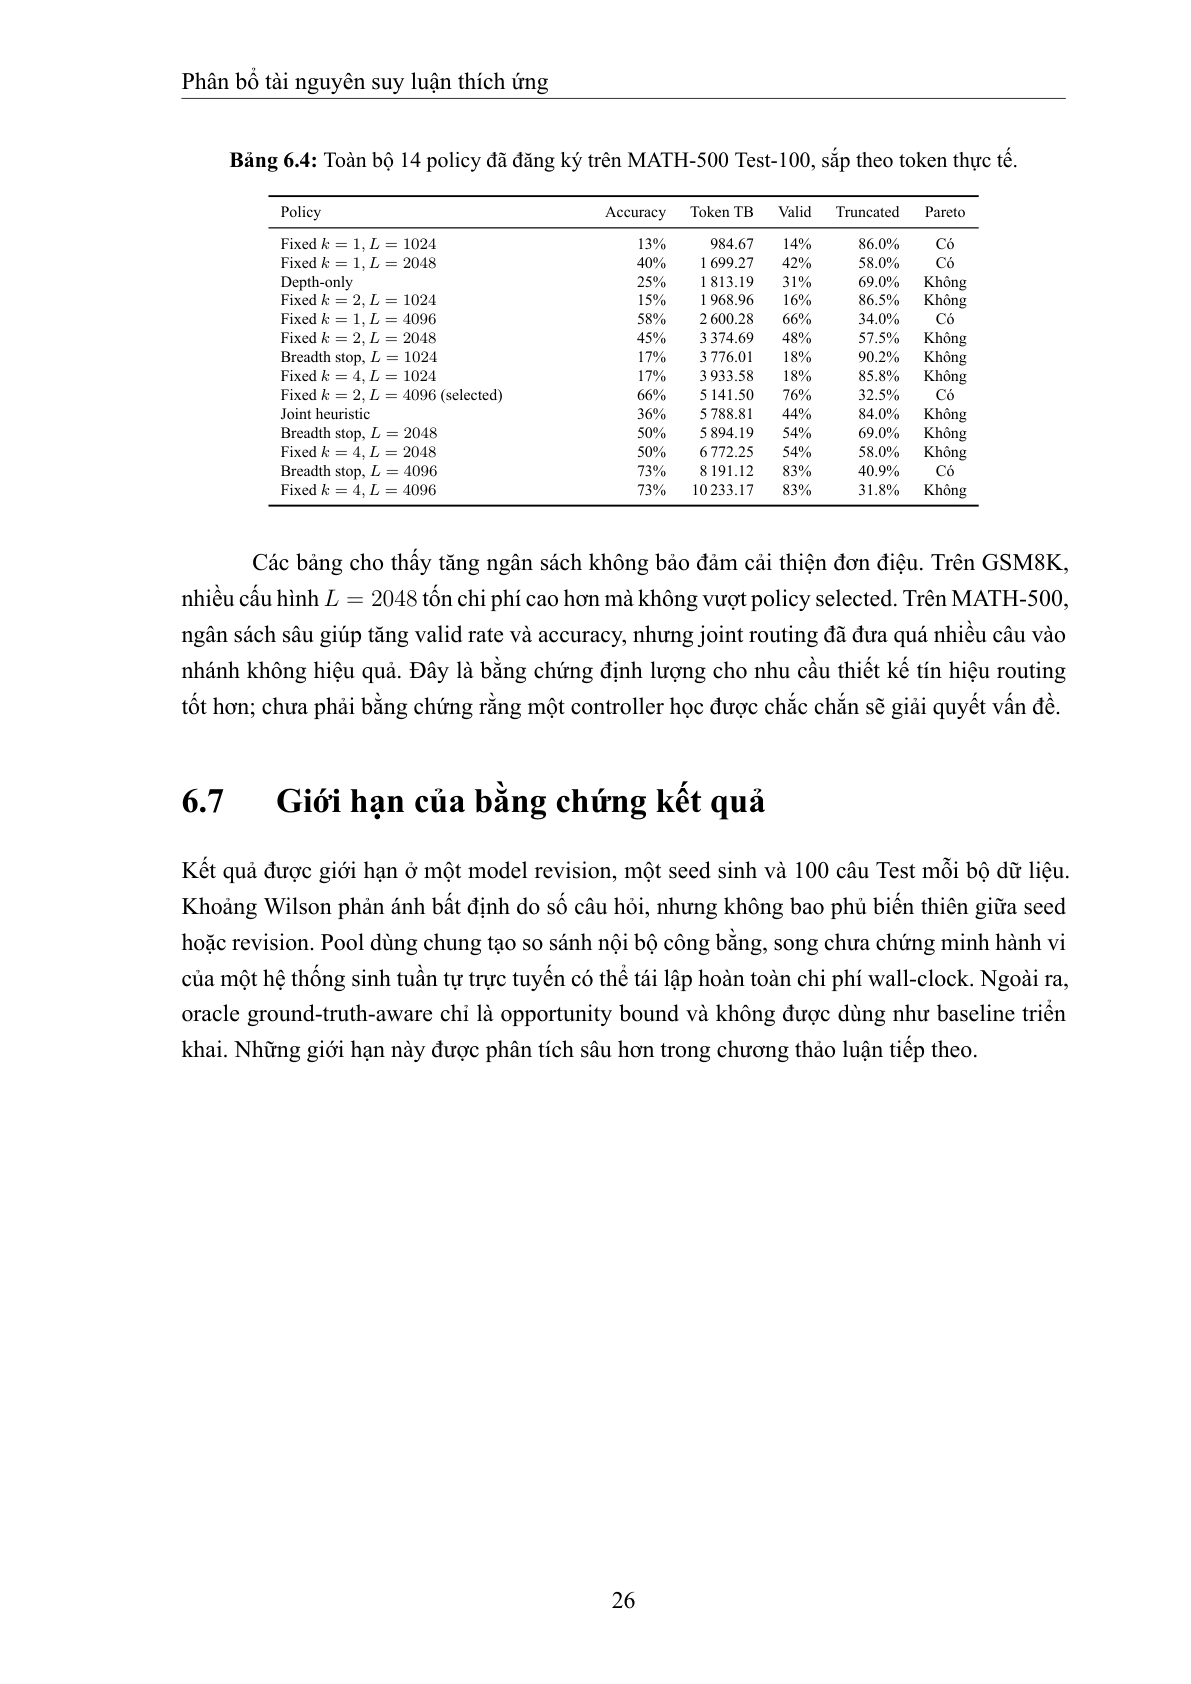 Phân bổ tài nguyên suy luận thích ứng
Bảng 6.4: Toàn bộ 14 policy đã đăng ký trên MATH-500 Test-100, sắp theo token thực tế.
Policy Accuracy Token TB Valid Truncated Pareto
Fixed k = 1, L = 1024 13% 984.67 14% 86.0% Có
Fixed k = 1, L = 2048 40% 1 699.27 42% 58.0% Có
Depth-only 25% 1 813.19 31% 69.0% Không
Fixed k = 2, L = 1024 15% 1 968.96 16% 86.5% Không
Fixed k = 1, L = 4096 58% 2 600.28 66% 34.0% Có
Fixed k = 2, L = 2048 45% 3 374.69 48% 57.5% Không
Breadth stop, L = 1024 17% 3 776.01 18% 90.2% Không
Fixed k = 4, L = 1024 17% 3 933.58 18% 85.8% Không
Fixed k = 2, L = 4096 (selected) 66% 5 141.50 76% 32.5% Có
Joint heuristic 36% 5 788.81 44% 84.0% Không
Breadth stop, L = 2048 50% 5 894.19 54% 69.0% Không
Fixed k = 4, L = 2048 50% 6 772.25 54% 58.0% Không
Breadth stop, L = 4096 73% 8 191.12 83% 40.9% Có
Fixed k = 4, L = 4096 73% 10 233.17 83% 31.8% Không
Các bảng cho thấy tăng ngân sách không bảo đảm cải thiện đơn điệu. Trên GSM8K,
nhiều cấu hình L = 2048 tốn chi phí cao hơn mà không vượt policy selected. Trên MATH-500,
ngân sách sâu giúp tăng valid rate và accuracy, nhưng joint routing đã đưa quá nhiều câu vào
nhánh không hiệu quả. Đây là bằng chứng định lượng cho nhu cầu thiết kế tín hiệu routing
tốt hơn; chưa phải bằng chứng rằng một controller học được chắc chắn sẽ giải quyết vấn đề.
6.7 Giới hạn của bằng chứng kết quả
Kết quả được giới hạn ở một model revision, một seed sinh và 100 câu Test mỗi bộ dữ liệu.
Khoảng Wilson phản ánh bất định do số câu hỏi, nhưng không bao phủ biến thiên giữa seed
hoặc revision. Pool dùng chung tạo so sánh nội bộ công bằng, song chưa chứng minh hành vi
của một hệ thống sinh tuần tự trực tuyến có thể tái lập hoàn toàn chi phí wall-clock. Ngoài ra,
oracle ground-truth-aware chỉ là opportunity bound và không được dùng như baseline triển
khai. Những giới hạn này được phân tích sâu hơn trong chương thảo luận tiếp theo.
26